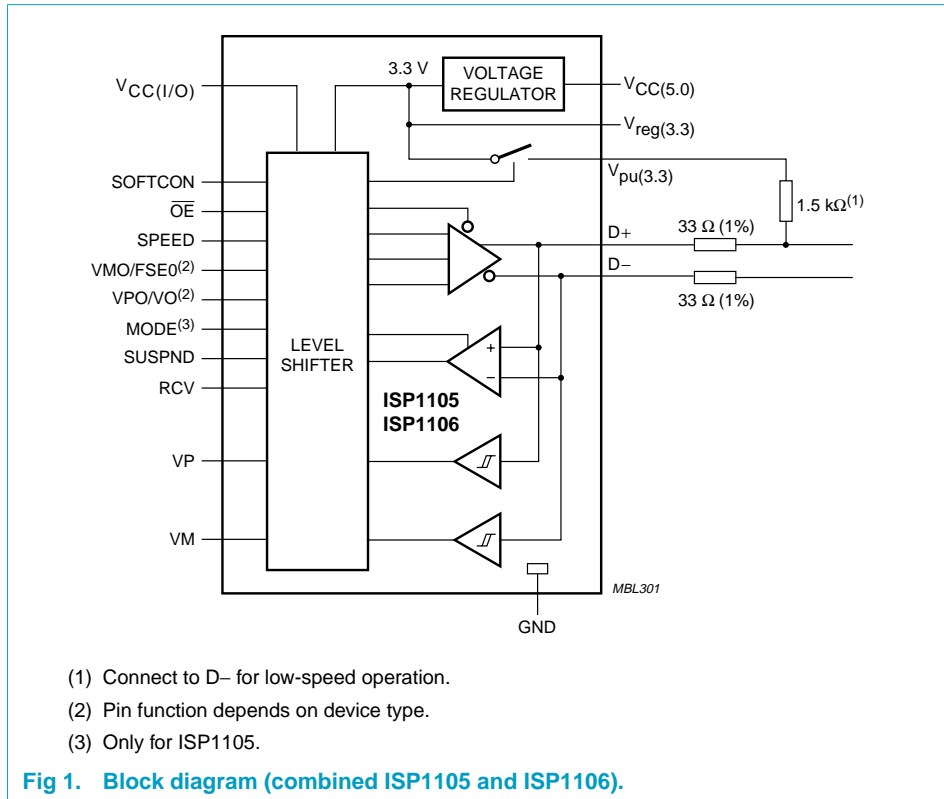 3.3 V
VOLTAGE
REGULATOR
VCC(I/O)
VCC(5.0)
Vreg(3.3)
Vpu(3.3)
SOFTCON
OE
SPEED
VMO/FSE0(2)
VPO/VO(2)
MODE(3)
SUSPND
RCV
VP
VM
LEVEL
SHIFTER
1.5 kΩ(1)
33 Ω (1%)
D+
D−
33 Ω (1%)
+
−
ISP1105
ISP1106
MBL301
GND
(1) Connect to D− for low-speed operation.
(2) Pin function depends on device type.
(3) Only for ISP1105.
Fig 1. Block diagram (combined ISP1105 and ISP1106).